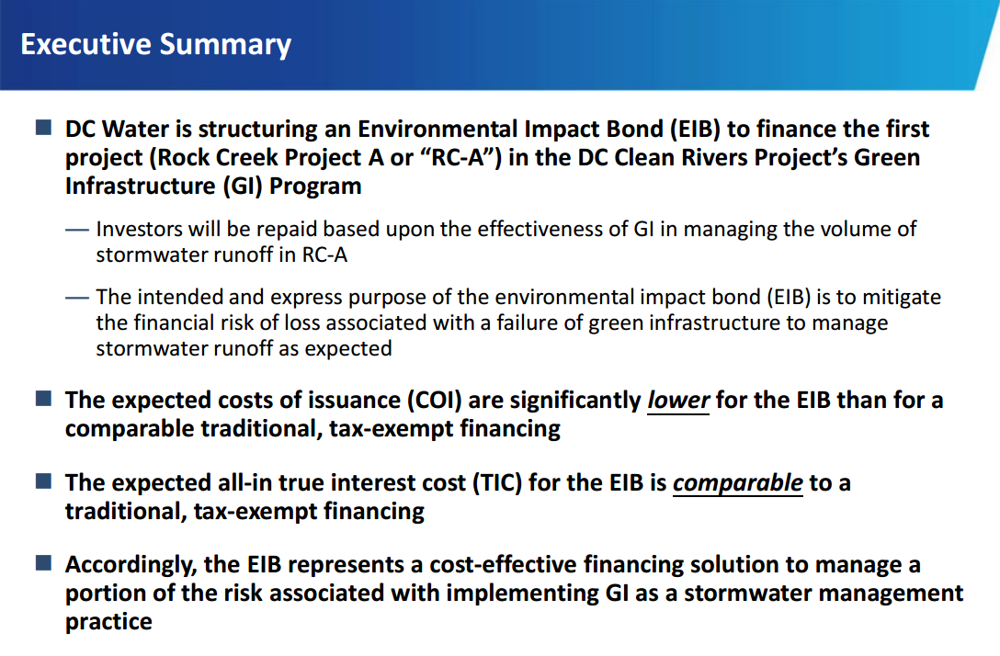 Executive Summary
DC Water is structuring an Environmental Impact Bond (EIB) to finance the first
project (Rock Creek Project A or “RC-A”) in the DC Clean Rivers Project’s Green
Infrastructure (GI) Program
— Investors will be repaid based upon the effectiveness of GI in managing the volume of
stormwater runoff in RC-A
— The intended and express purpose of the environmental impact bond (EIB) is to mitigate
the financial risk of loss associated with a failure of green infrastructure to manage
stormwater runoff as expected
The expected costs of issuance (COI) are significantly lower for the EIB than for a
comparable traditional, tax-exempt financing
The expected all-in true interest cost (TIC) for the EIB is comparable to a
traditional, tax-exempt financing
Accordingly, the EIB represents a cost-effective financing solution to manage a
portion of the risk associated with implementing GI as a stormwater management
practice